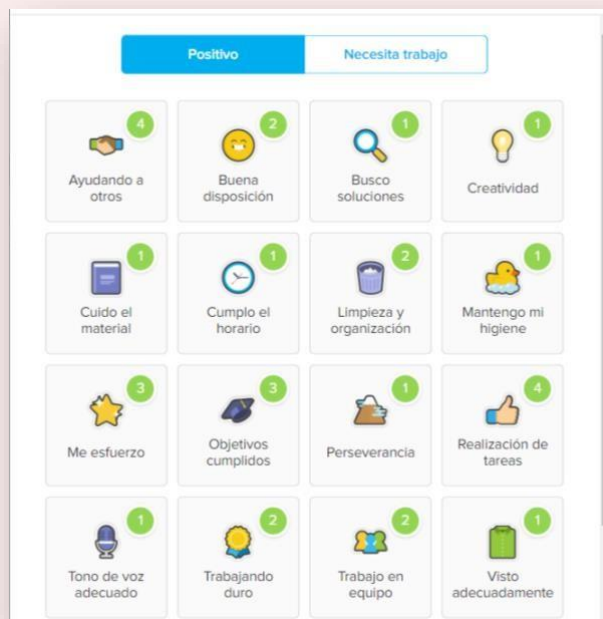 Positivo
Necesita trabajo
4
Ayudando a
otros
2
Buena
disposición
1
Busco
soluciones
1
Creatividad
1
Cuido el
material
1
Cumplo el
horario
2
Limpieza y
organización
1
Mantengo mi
higiene
3
Me esfuerzo
3
Objetivos
cumplidos
1
Perseverancia
4
Realización de
tareas
1
Tono de voz
adecuado
2
Trabajando
duro
2
Trabajo en
equipo
1
Visto
adecuadamente